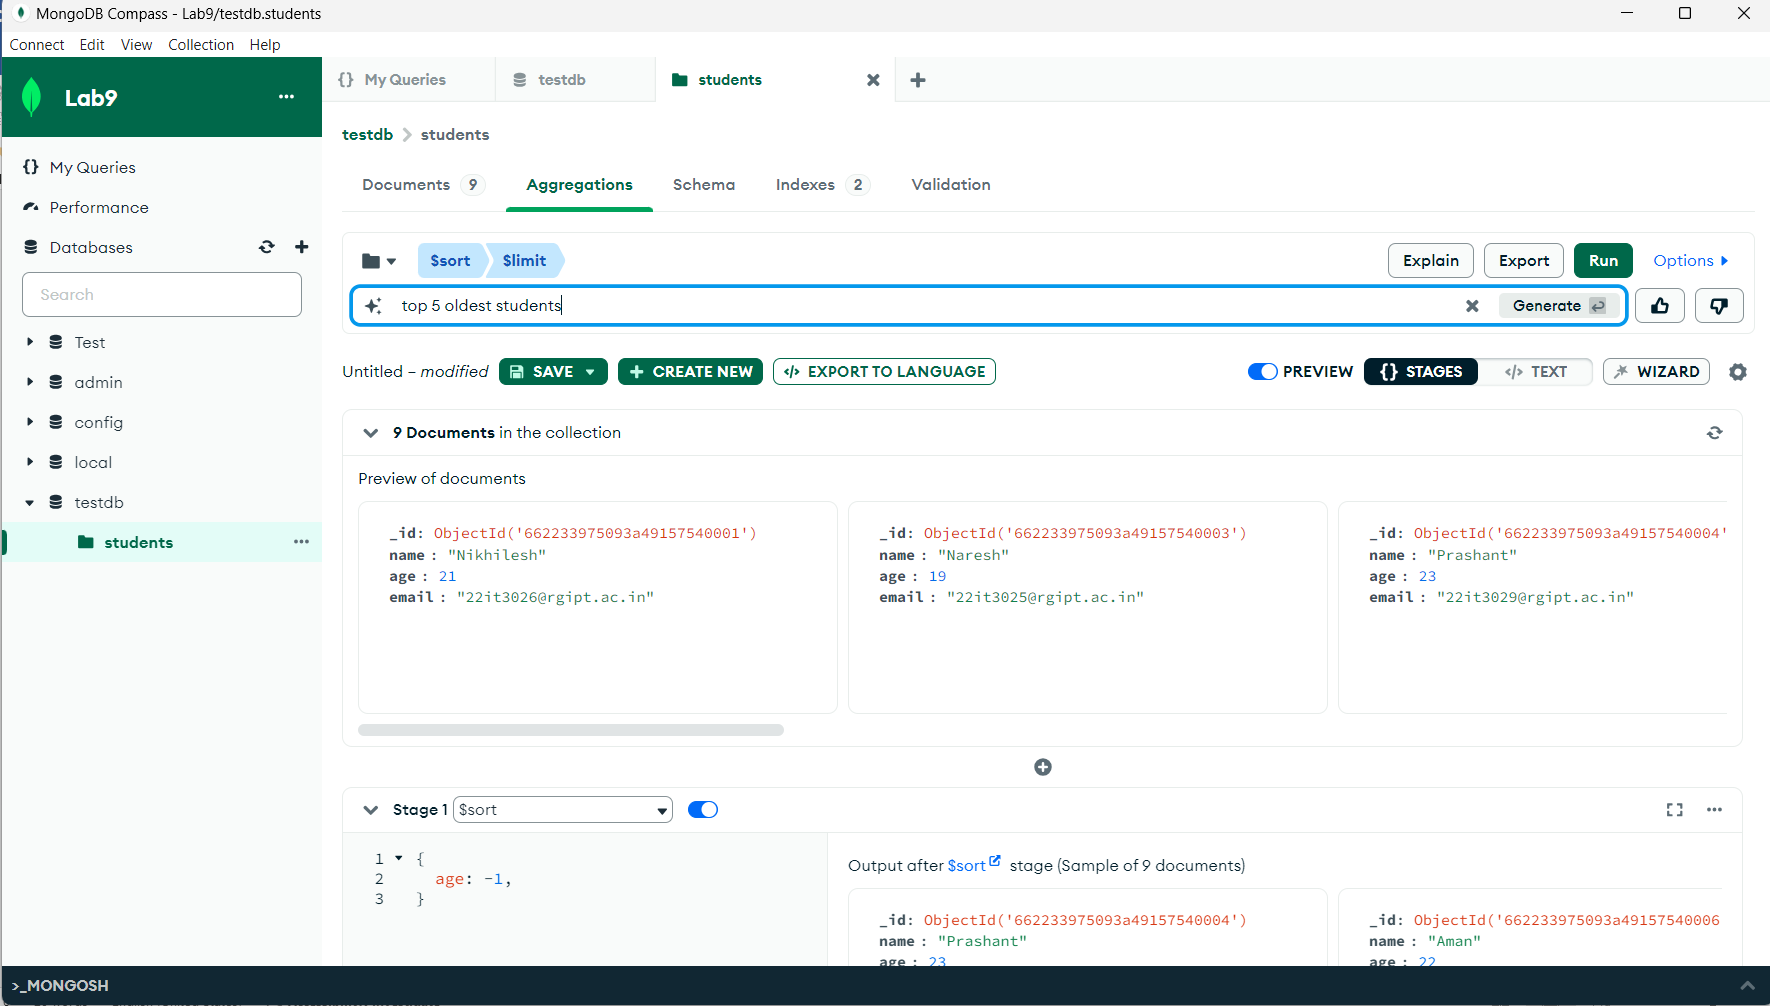 MongoDB Compass - Lab9/testdb.students
Connect Edit View Collection Help
Lab9
{} My Queries
testdb
students
testdb > students
My Queries
Performance
Databases
Search
Test
admin
config
local
testdb
students
Documents 9 Aggregations Schema Indexes 2 Validation
$sort $limit Explain Export Run Options
top 5 oldest students Generate
Untitled – modified SAVE + CREATE NEW </> EXPORT TO LANGUAGE PREVIEW {} STAGES </> TEXT WIZARD
9 Documents in the collection
Preview of documents
_id: ObjectId('662233975093a49157540001')
name : "Nikhilesh"
age : 21
email : "22it3026@rgipt.ac.in"
_id: ObjectId('662233975093a49157540003')
name : "Naresh"
age : 19
email : "22it3025@rgipt.ac.in"
_id: ObjectId('662233975093a49157540004'
name : "Prashant"
age : 23
email : "22it3029@rgipt.ac.in"
Stage 1 $sort
1 {
2 age: -1,
3 }
Output after $sort stage (Sample of 9 documents)
_id: ObjectId('662233975093a49157540004')
name : "Prashant"
age : 23
_id: ObjectId('662233975093a49157540006
name : "Aman"
age : 22
>_MONGOSH